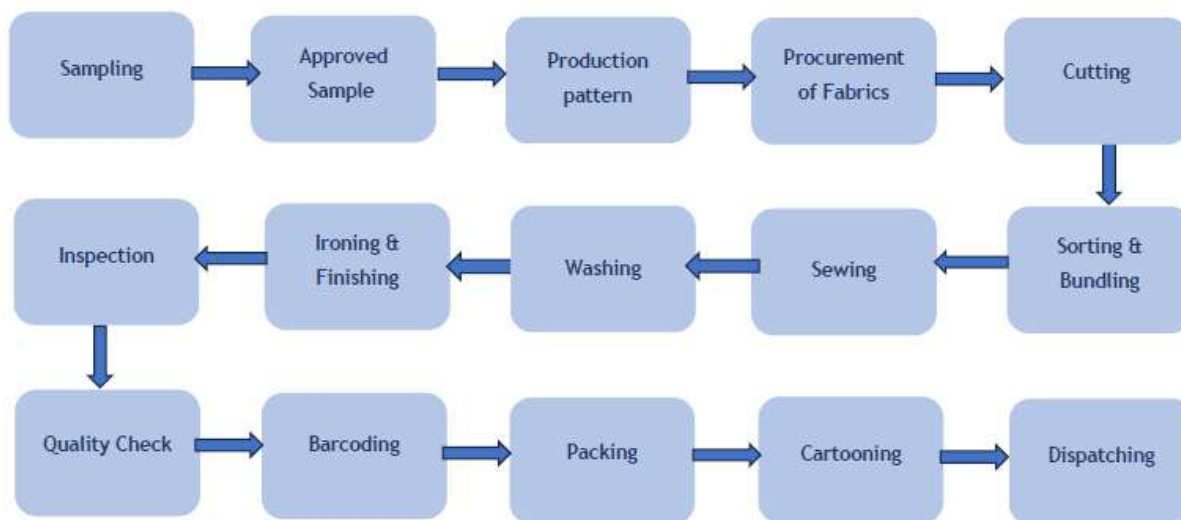 Sampling
Approved
Sample
Production
pattern
Procurement
of Fabrics
Cutting
Sorting &
Bundling
Sewing
Washing
Ironing &
Finishing
Inspection
Quality Check
Barcoding
Packing
Cartooning
Dispatching